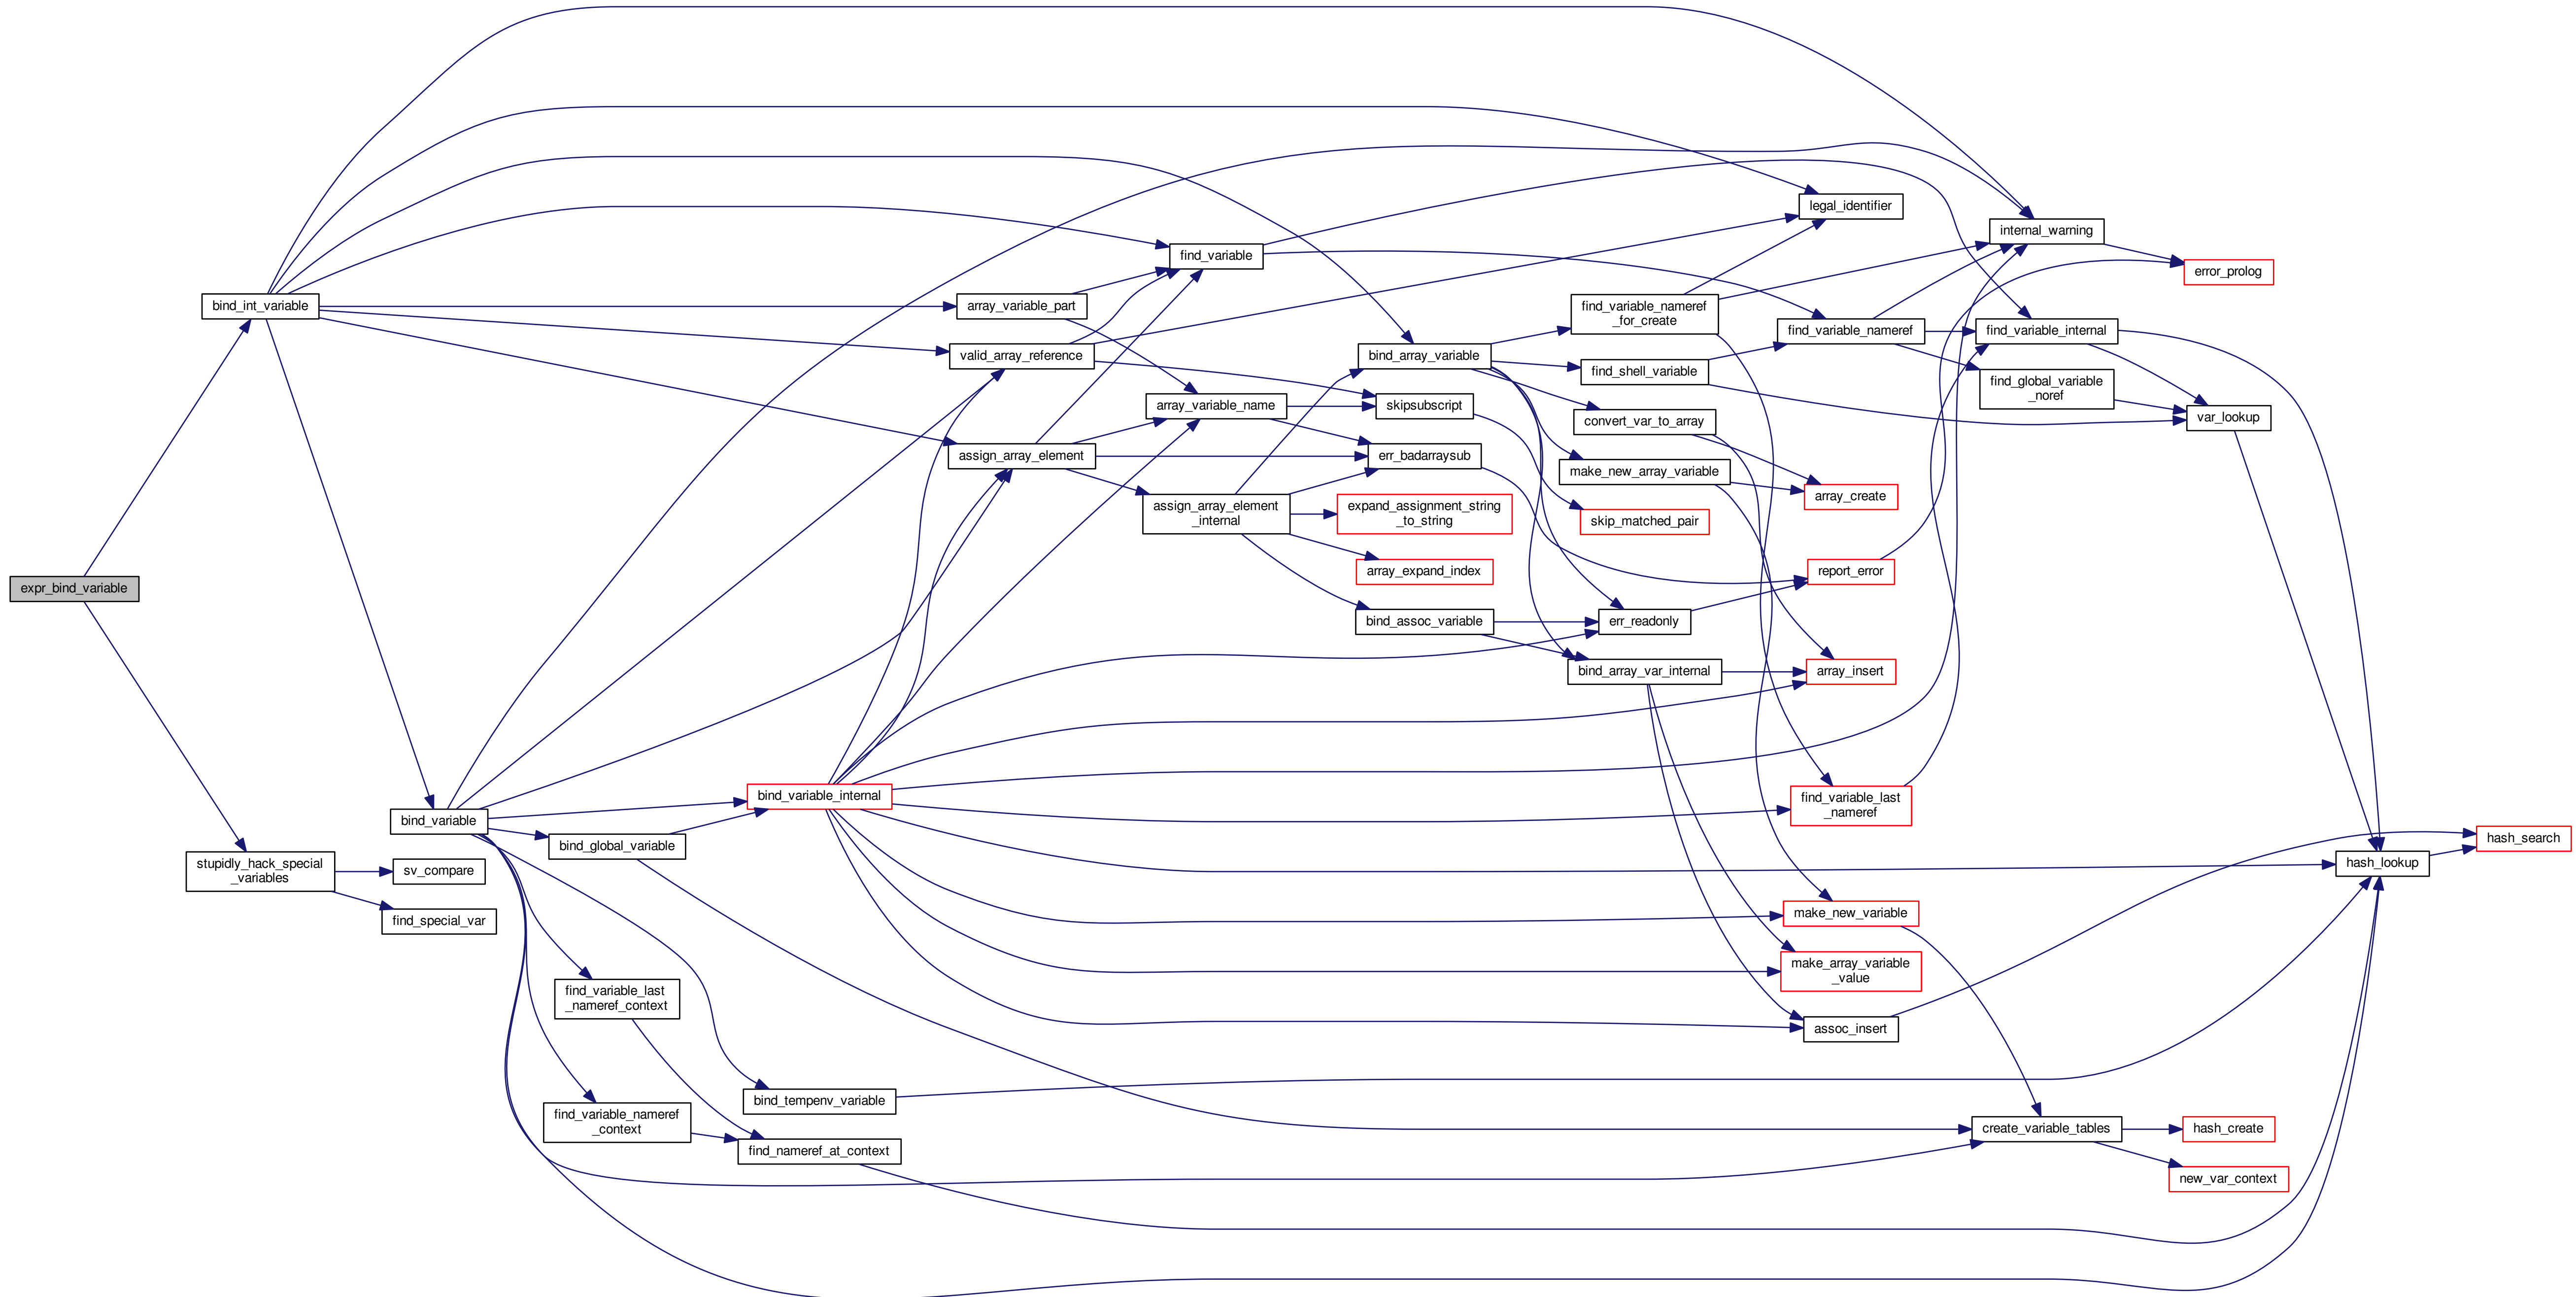 expr_bind_variable
bind_int_variable
stupidly_hack_special
_variables
bind_variable
sv_compare
find_special_var
bind_global_variable
find_variable_last
_nameref_context
find_variable_nameref
_context
bind_variable_internal
bind_tempenv_variable
find_nameref_at_context
array_variable_part
valid_array_reference
assign_array_element
find_variable
array_variable_name
assign_array_element
_internal
bind_array_variable
skipsubscript
err_badarraysub
expand_assignment_string
_to_string
array_expand_index
bind_assoc_variable
find_variable_nameref
_for_create
find_shell_variable
convert_var_to_array
make_new_array_variable
skip_matched_pair
err_readonly
bind_array_var_internal
legal_identifier
find_variable_nameref
array_create
report_error
array_insert
find_variable_last
_nameref
make_new_variable
make_array_variable
_value
assoc_insert
internal_warning
find_variable_internal
find_global_variable
_noref
create_variable_tables
error_prolog
var_lookup
hash_create
new_var_context
hash_lookup
hash_search